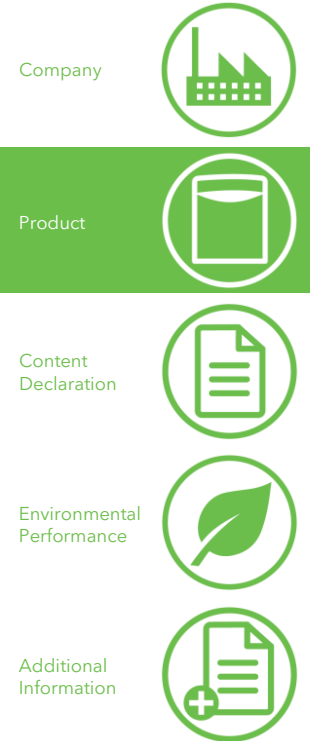 Company
Product
Content
Declaration
Environmental
Performance
Additional
Information